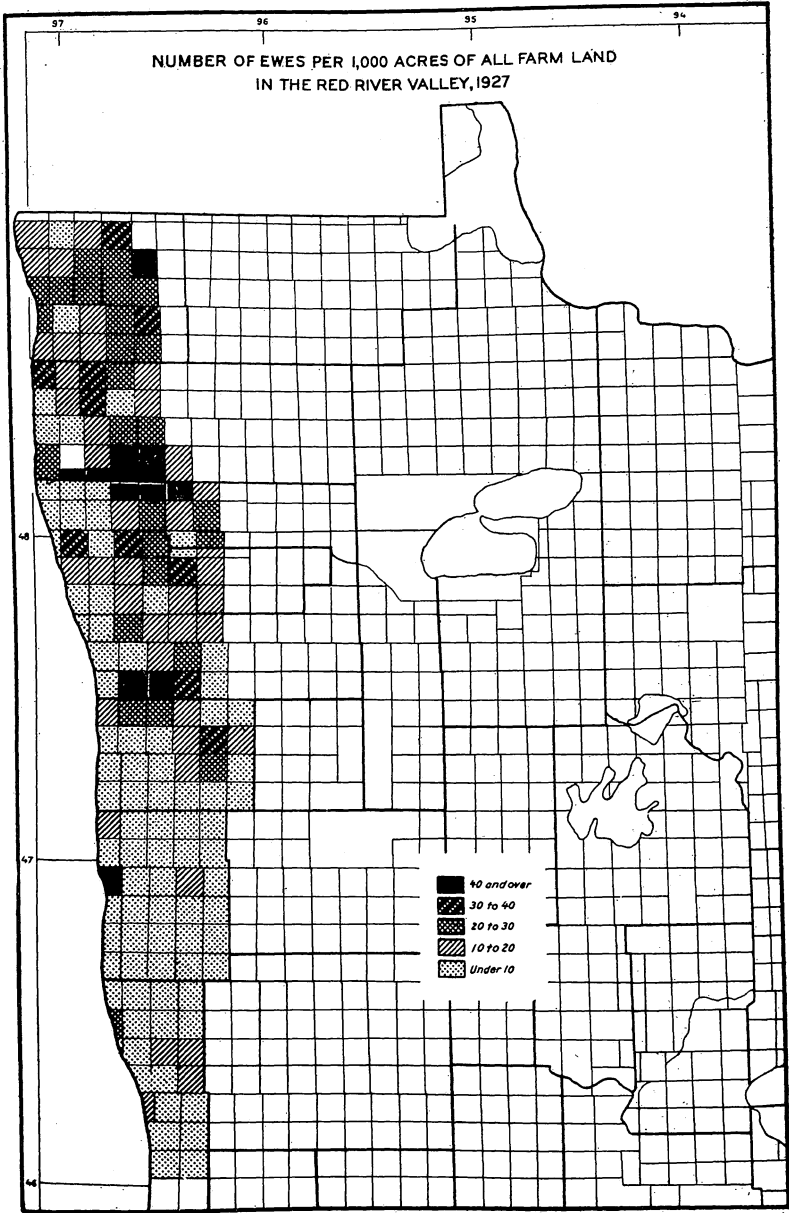 97 96 95 94
NUMBER OF EWES PER 1,000 ACRES OF ALL FARM LAND
IN THE RED RIVER VALLEY, 1927
48
47
40 and over
30 to 40
20 to 30
10 to 20
Under 10
46